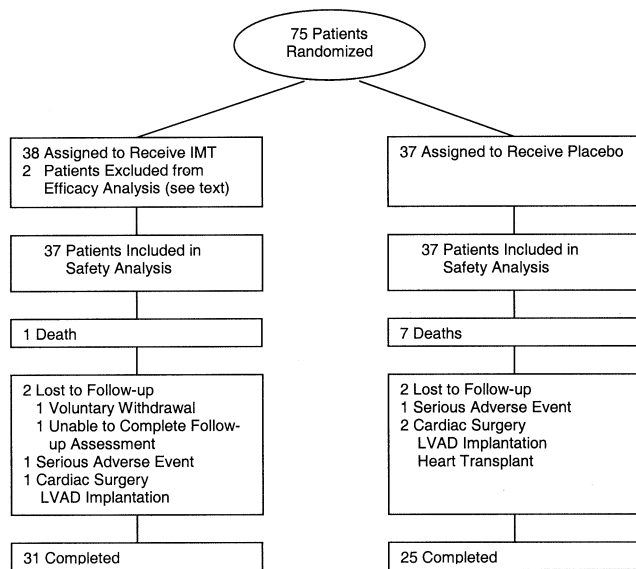 75 Patients
Randomized
38 Assigned to Receive IMT
2 Patients Excluded from
Efficacy Analysis (see text)
37 Patients Included in
Safety Analysis
1 Death
2 Lost to Follow-up
1 Voluntary Withdrawal
1 Unable to Complete Follow-
up Assessment
1 Serious Adverse Event
1 Cardiac Surgery
LVAD Implantation
31 Completed
37 Assigned to Receive Placebo
37 Patients Included in
Safety Analysis
7 Deaths
2 Lost to Follow-up
1 Serious Adverse Event
2 Cardiac Surgery
LVAD Implantation
Heart Transplant
25 Completed